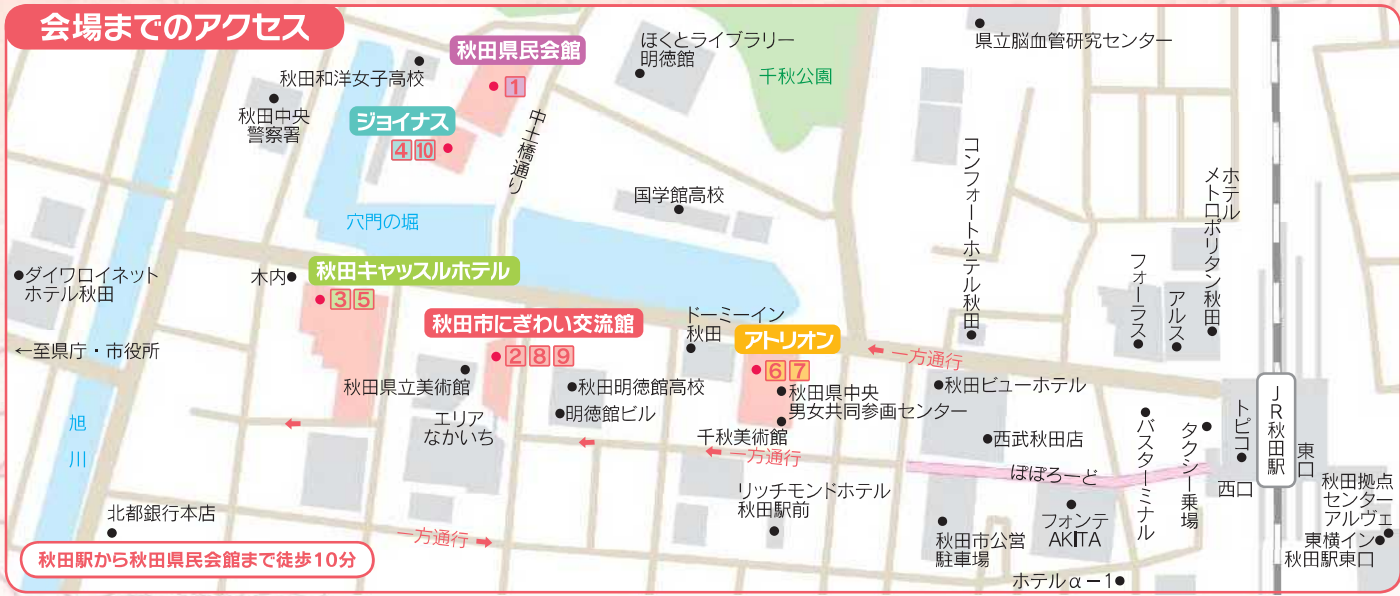 会場までのアクセス
秋田県民会館
1
ほくとライブラリー
明徳館
千秋公園
県立脳血管研究センター
秋田和洋女子高校
秋田中央
警察署
ジョイナス
4 10
中土橋通り
国学館高校
穴門の堀
コンフォートホテル秋田
ホテル
メトロポリタン秋田
フォーラス
アルス
ダイワロイネット
ホテル秋田
木内
秋田キャッスルホテル
3 5
秋田市にぎわい交流館
2 8 9
ドーミーイン
秋田
アトリオン
6 7
←一方通行
←至県庁・市役所
秋田県立美術館
エリア
なかいち
秋田明徳館高校
明徳館ビル
秋田県中央
男女共同参画センター
千秋美術館
←一方通行
秋田ビューホテル
西武秋田店
ぽぽろーど
バスターミナル
タクシー乗場
トピコ
西口
JR秋田駅
東口
秋田拠点
センター
アルヴェ
東横イン
秋田駅東口
旭川
←
←
リッチモンドホテル
秋田駅前
秋田市公営
駐車場
フォンテ
AKITA
ホテルα-1
北都銀行本店
一方通行→
秋田駅から秋田県民会館まで徒歩10分